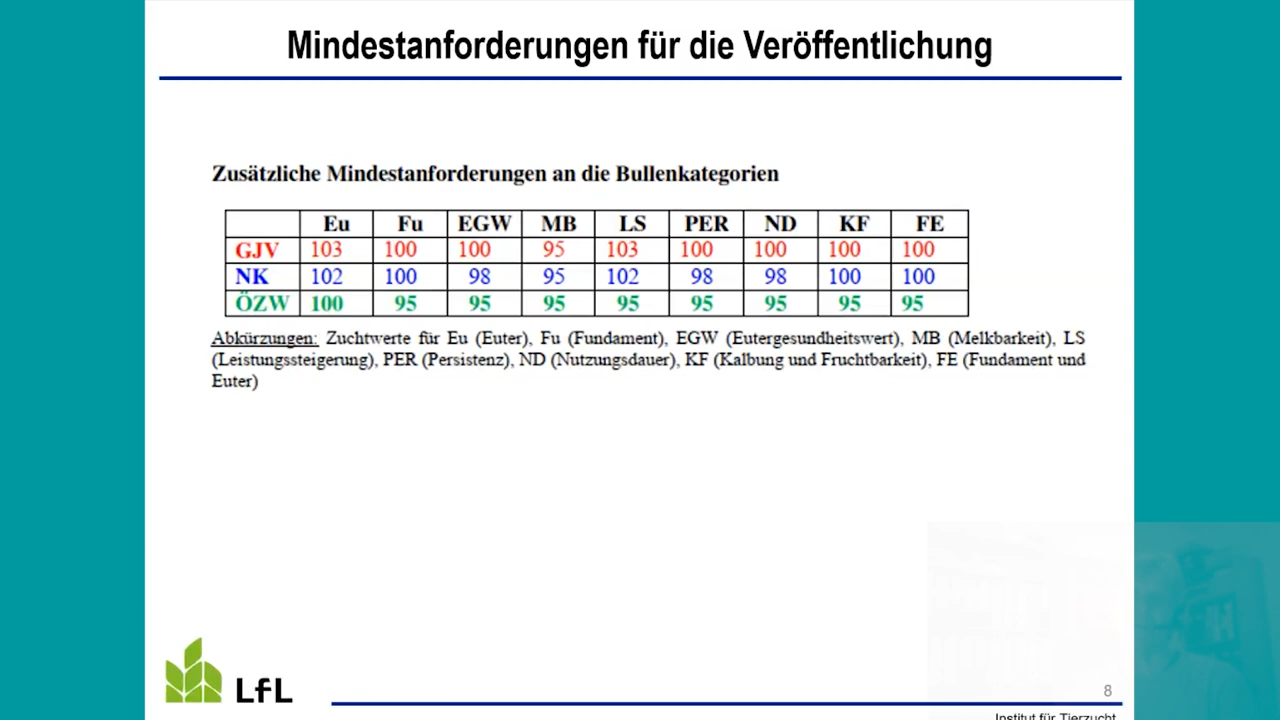 Mindestanforderungen für die Veröffentlichung
Zusätzliche Mindestanforderungen an die Bullenkategorien
Eu Fu EGW MB LS PER ND KF FE
GJV 103 100 100 95 103 100 100 100 100
NK 102 100 98 95 102 98 98 100 100
ÖZW 100 95 95 95 95 95 95 95 95
Abkürzungen: Zuchtwerte für Eu (Euter), Fu (Fundament), EGW (Eutergesundheitswert), MB (Melkbarkeit), LS
(Leistungssteigerung), PER (Persistenz), ND (Nutzungsdauer), KF (Kalbung und Fruchtbarkeit), FE (Fundament und
Euter)
LfL
8
Institut für Tierzucht